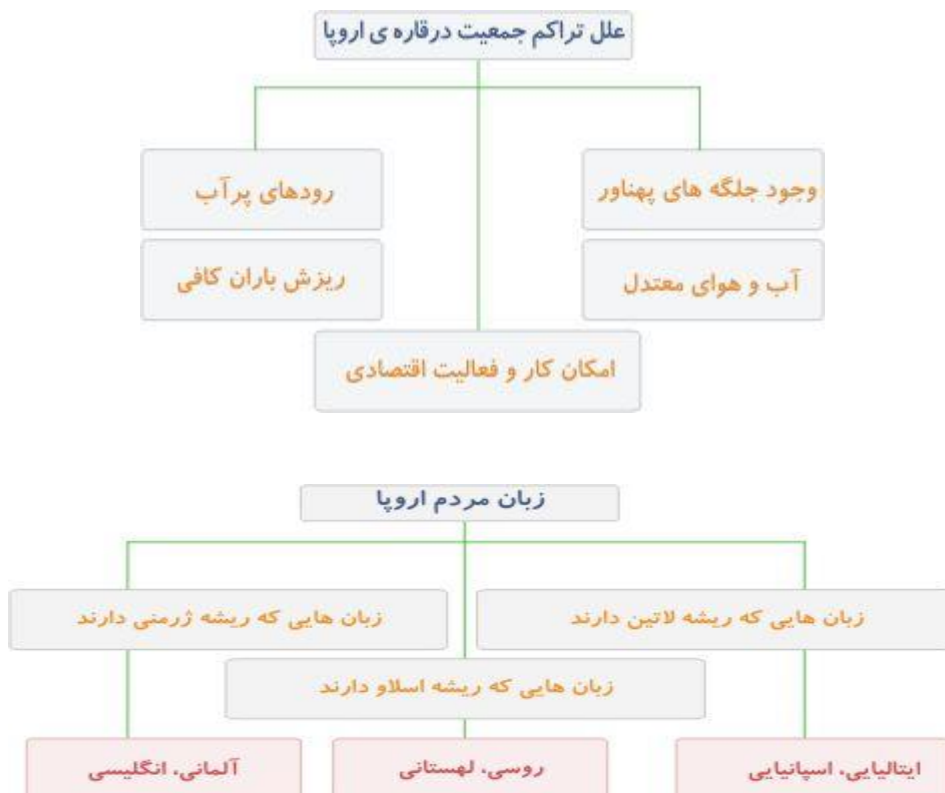 علل تراکم جمعیت درقاره ی اروپا
وجود جلگه های پهناور
رودهای پرآب
آب و هوای معتدل
ریزش باران کافی
امکان کار و فعالیت اقتصادی
زبان مردم اروپا
زبان هایی که ریشه لاتین دارند
زبان هایی که ریشه ژرمنی دارند
زبان هایی که ریشه اسلاو دارند
ایتالیایی، اسپانیایی
روسی، لهستانی
آلمانی، انگلیسی